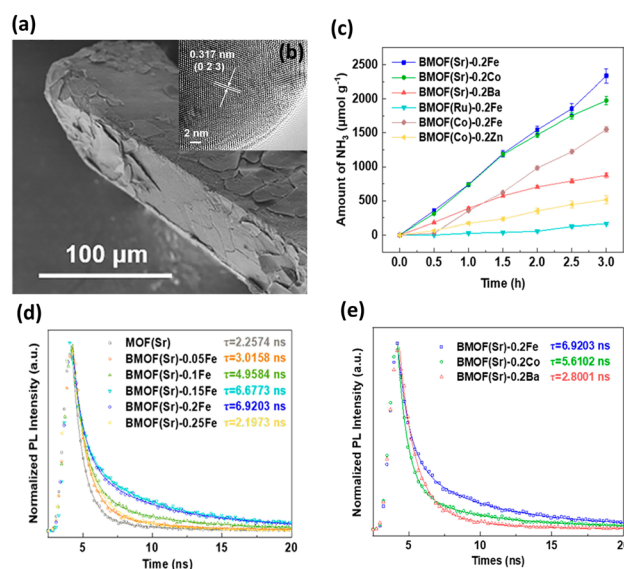 (a)
(b)
0.317 nm
(0 2 3)
2 nm
100 µm
(c)
Amount of NH3 (µmol g-1)
2500
2000
1500
1000
500
0
BMOF(Sr)-0.2Fe
BMOF(Sr)-0.2Co
BMOF(Sr)-0.2Ba
BMOF(Ru)-0.2Fe
BMOF(Co)-0.2Fe
BMOF(Co)-0.2Zn
0.0 0.5 1.0 1.5 2.0 2.5 3.0
Time (h)
(d)
Normalized PL Intensity (a.u.)
MOF(Sr) τ=2.2574 ns
BMOF(Sr)-0.05Fe τ=3.0158 ns
BMOF(Sr)-0.1Fe τ=4.9584 ns
BMOF(Sr)-0.15Fe τ=6.6773 ns
BMOF(Sr)-0.2Fe τ=6.9203 ns
BMOF(Sr)-0.25Fe τ=2.1973 ns
5 10 15 20
Time (ns)
(e)
Normalized PL Intensity (a.u.)
BMOF(Sr)-0.2Fe τ=6.9203 ns
BMOF(Sr)-0.2Co τ=5.6102 ns
BMOF(Sr)-0.2Ba τ=2.8001 ns
5 10 15 20
Times (ns)